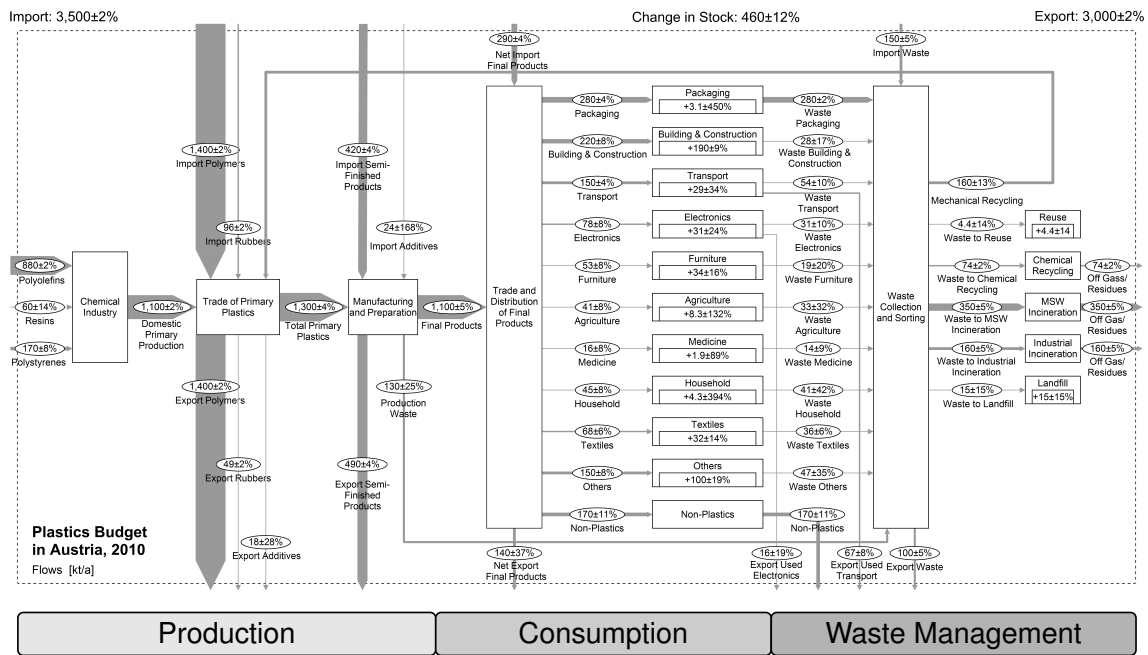 Import: 3,500±2%
Change in Stock: 460±12%
Export: 3,000±2%
290±4%
Net Import
Final Products
150±5%
Import Waste
1,400±2%
Import Polymers
420±4%
Import Semi-
Finished
Products
96±2%
Import Rubbers
24±168%
Import Additives
880±2%
Polyolefins
60±14%
Resins
170±8%
Polystyrenes
Chemical
Industry
1,100±2%
Domestic
Primary
Production
Trade of Primary
Plastics
1,300±4%
Total Primary
Plastics
Manufacturing
and Preparation
1,100±5%
Final Products
Trade and
Distribution
of Final
Products
1,400±2%
Export Polymers
130±25%
Production
Waste
49±2%
Export Rubbers
490±4%
Export Semi-
Finished
Products
18±28%
Export Additives
280±4%
Packaging
Packaging
+3.1±450%
280±2%
Waste
Packaging
220±8%
Building & Construction
Building & Construction
+190±9%
28±17%
Waste Building &
Construction
150±4%
Transport
Transport
+29±34%
54±10%
Waste
Transport
78±8%
Electronics
Electronics
+31±24%
31±10%
Waste
Electronics
53±8%
Furniture
Furniture
+34±16%
19±20%
Waste Furniture
41±8%
Agriculture
Agriculture
+8.3±132%
33±32%
Waste
Agriculture
16±8%
Medicine
Medicine
+1.9±89%
14±9%
Waste Medicine
45±8%
Household
Household
+4.3±394%
41±42%
Waste
Household
68±6%
Textiles
Textiles
+32±14%
36±6%
Waste Textiles
150±8%
Others
Others
+100±19%
47±35%
Waste Others
170±11%
Non-Plastics
Non-Plastics
170±11%
Non-Plastics
Waste
Collection
and Sorting
160±13%
Mechanical Recycling
4.4±14%
Waste to Reuse
Reuse
+4.4±14
74±2%
Waste to Chemical
Recycling
Chemical
Recycling
74±2%
Off Gass/
Residues
350±5%
Waste to MSW
Incineration
MSW
Incineration
350±5%
Off Gas/
Residues
160±5%
Waste to Industrial
Incineration
Industrial
Incineration
160±5%
Off Gas/
Residues
15±15%
Waste to Landfill
Landfill
+15±15%
140±37%
Net Export
Final Products
16±19%
Export Used
Electronics
67±8%
Export Used
Transport
100±5%
Export Waste
Plastics Budget
in Austria, 2010
Flows [kt/a]
Production
Consumption
Waste Management